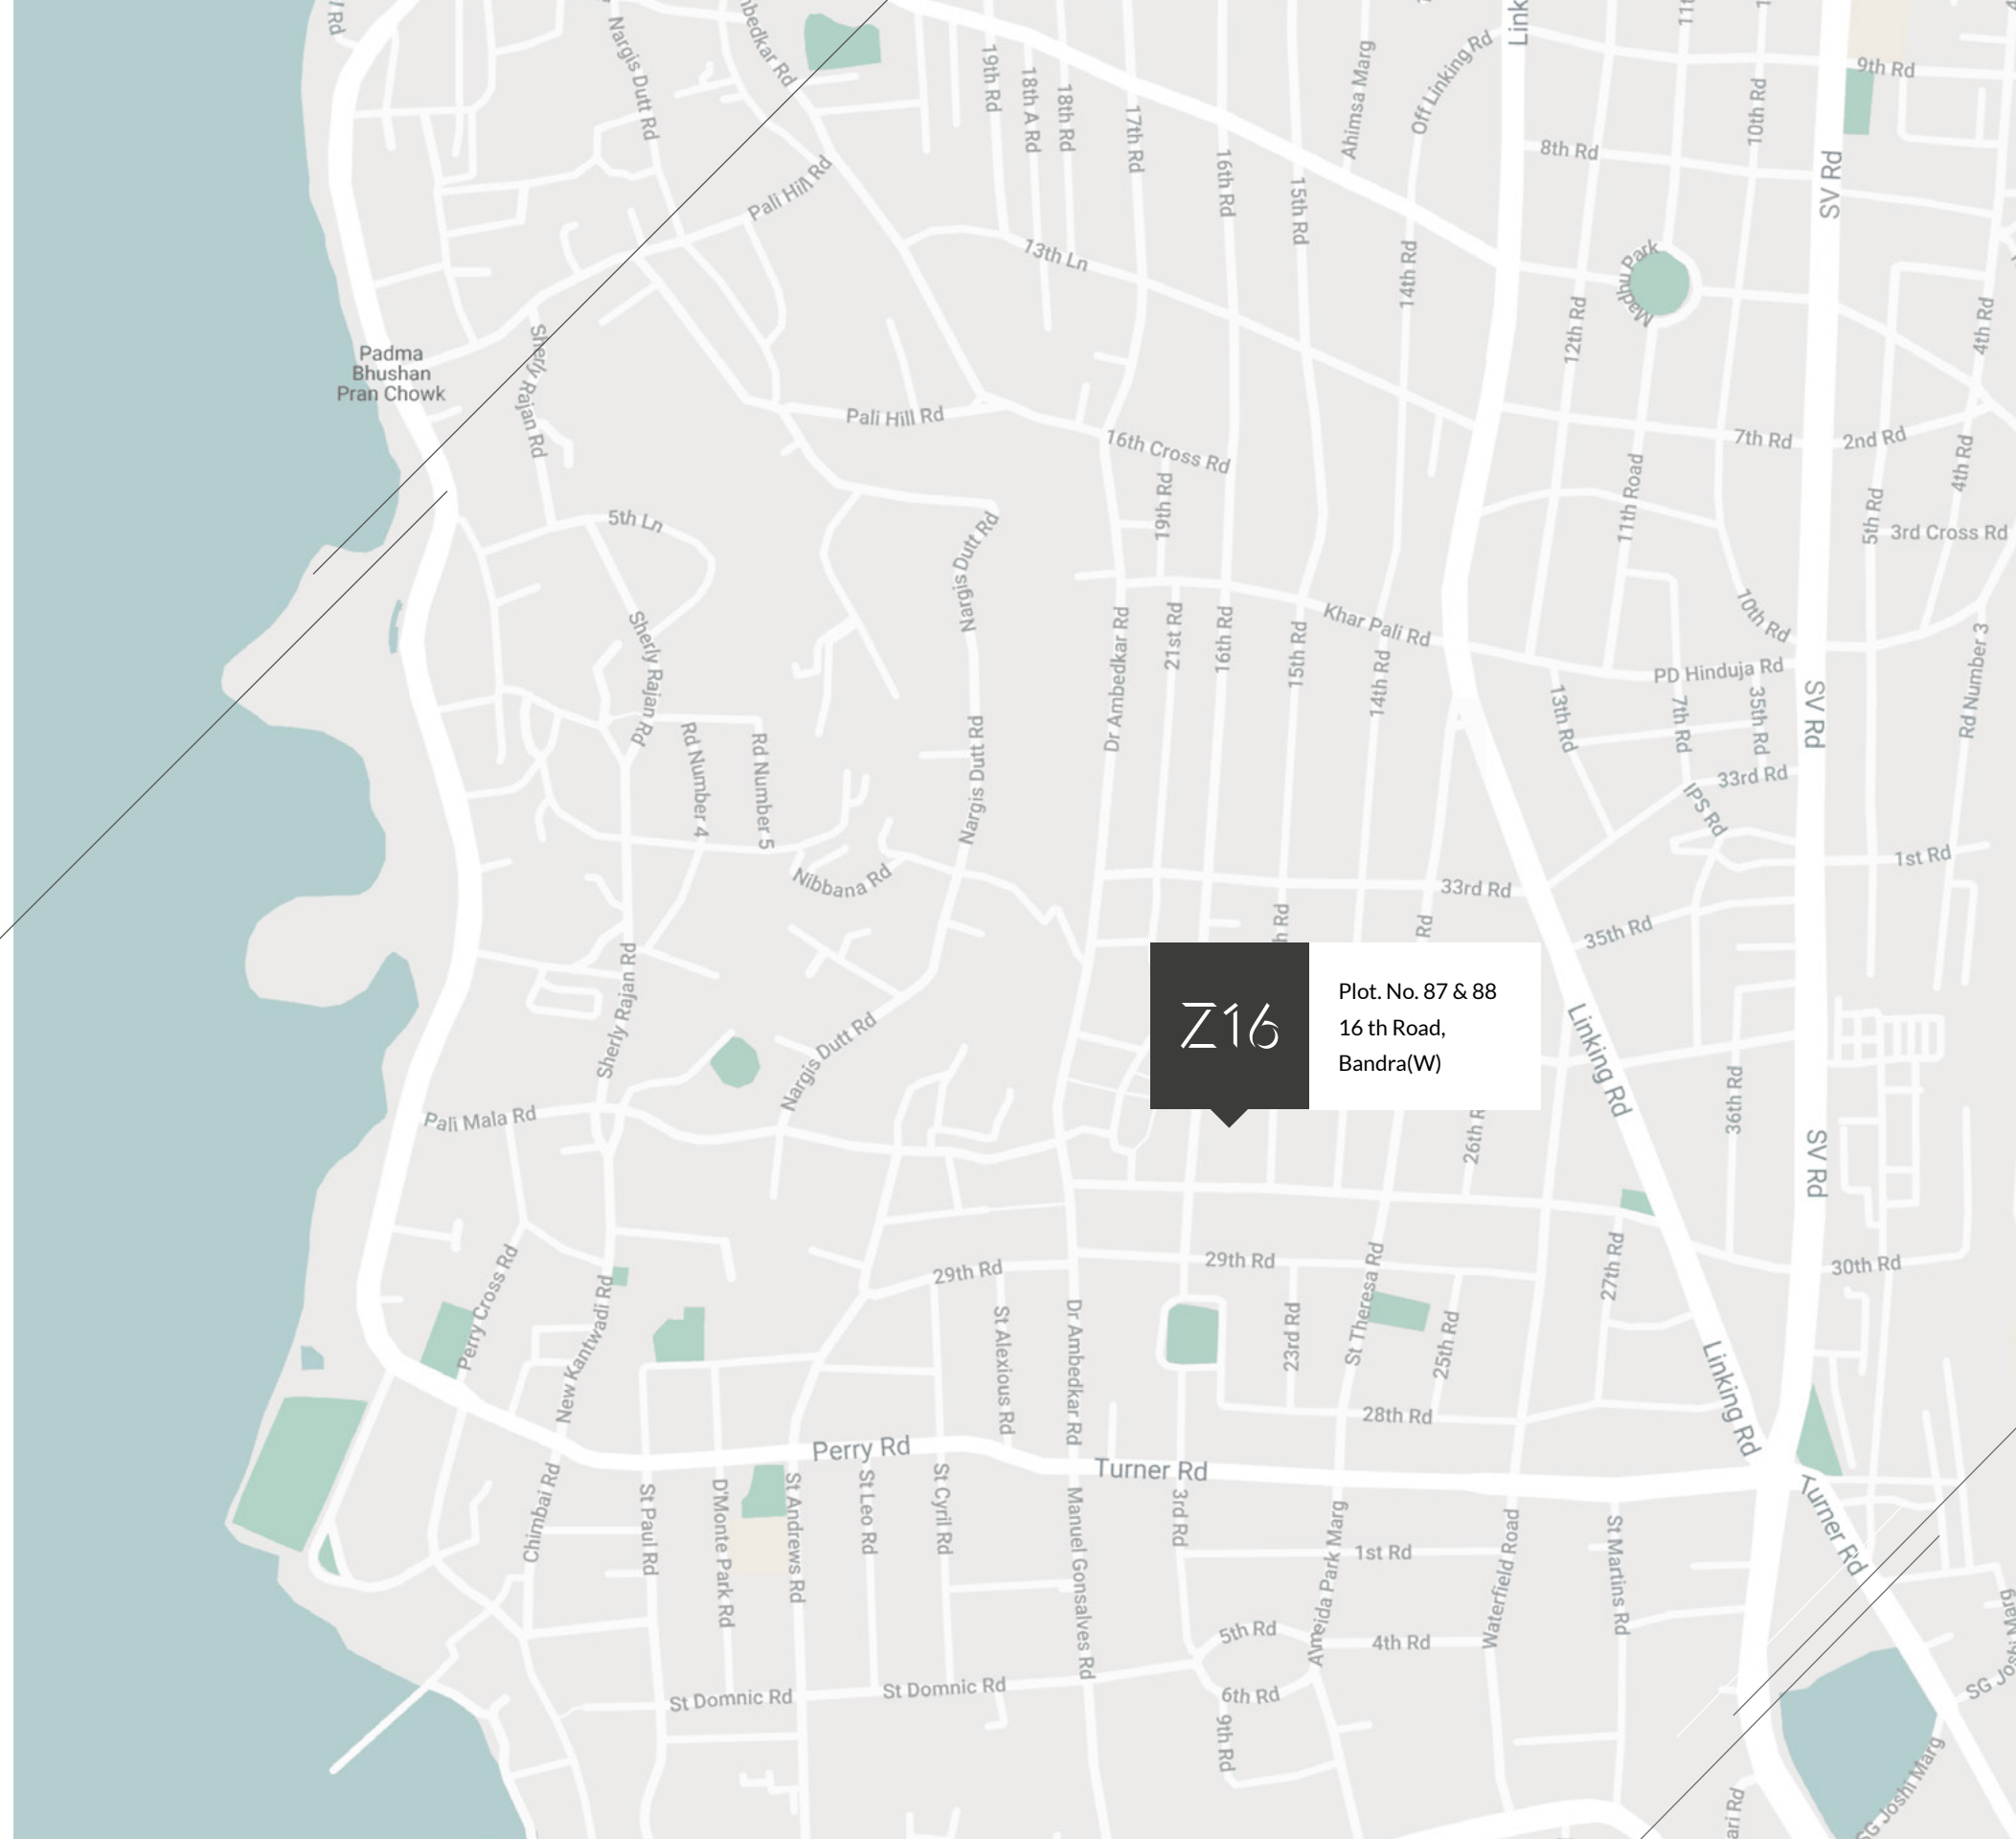 Nargis Dutt Rd
19th Rd
18th A Rd
18th Rd
17th Rd
16th Rd
15th Rd
Ahimsa Marg
Off Linking Rd
Link
10th Rd
9th Rd
8th Rd
SV Rd
Pali Hill Rd
13th Ln
14th Rd
Madhu Park
12th Rd
4th Rd
Padma
Bhushan
Pran Chowk
Sherly Rajan Rd
Pali Hill Rd
16th Cross Rd
7th Rd
2nd Rd
4th Rd
5th Ln
19th Rd
11th Road
5th Rd
3rd Cross Rd
Nargis Dutt Rd
Sherly Rajan Rd
Dr Ambedkar Rd
21st Rd
16th Rd
15th Rd
Khar Pali Rd
14th Rd
10th Rd
PD Hinduja Rd
Rd Number 3
13th Rd
7th Rd
35th Rd
SV Rd
Rd Number 4
Rd Number 5
Nargis Dutt Rd
33rd Rd
IPS Rd
Nibbana Rd
33rd Rd
1st Rd
35th Rd
Rd
Sherly Rajan Rd
Z16
Plot. No. 87 & 88
16 th Road,
Bandra(W)
Linking Rd
Nargis Dutt Rd
36th Rd
Pali Mala Rd
SV Rd
Perry Cross Rd
New Kantwadi Rd
29th Rd
29th Rd
27th Rd
30th Rd
St Alexious Rd
Dr Ambedkar Rd
23rd Rd
St Theresa Rd
25th Rd
Linking Rd
28th Rd
Perry Rd
Turner Rd
Turner Rd
Chimbai Rd
St Paul Rd
D'Monte Park Rd
St Andrews Rd
St Leo Rd
St Cyril Rd
Manuel Gonsalves Rd
3rd Rd
1st Rd
Almeida Park Marg
Waterfield Road
St Martins Rd
5th Rd
4th Rd
St Domnic Rd
St Domnic Rd
6th Rd
9th Rd
SG Joshi Marg